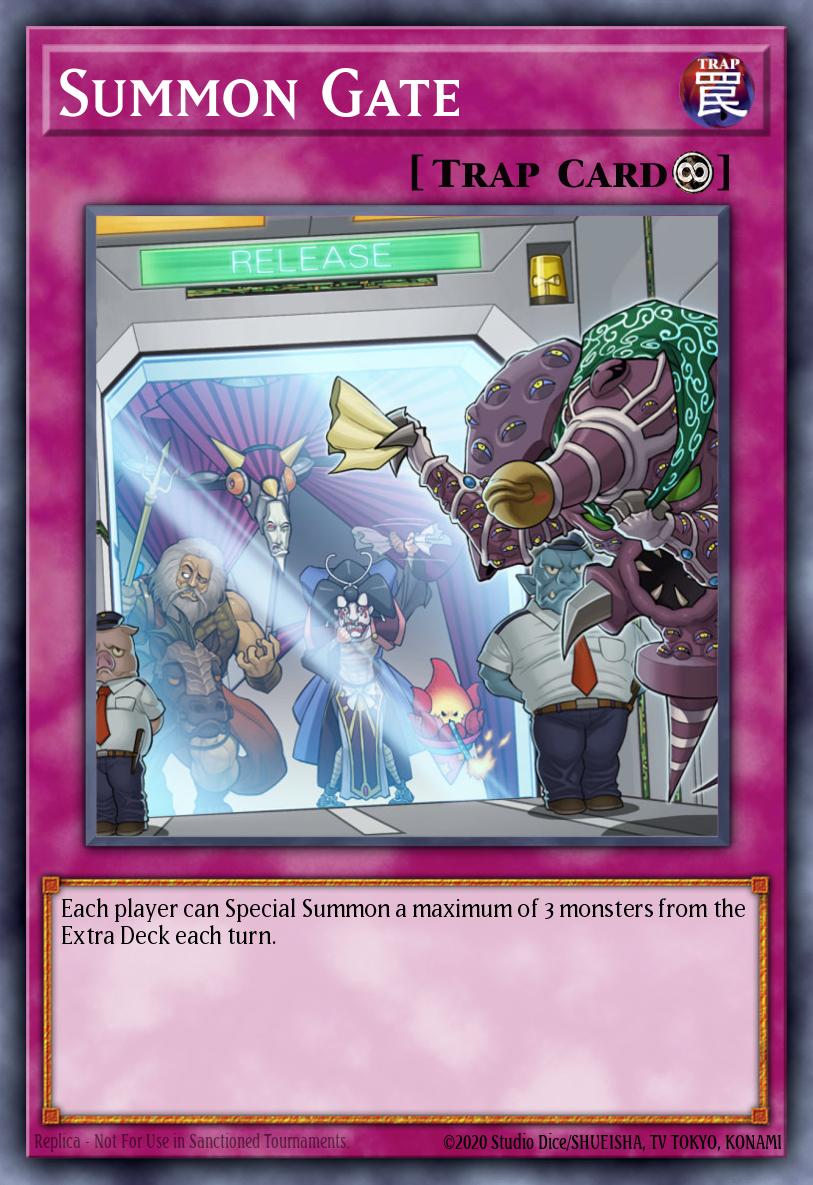 Summon Gate
TRAP
罠
[Trap Card]
RELEASE
Each player can Special Summon a maximum of 3 monsters from the
Extra Deck each turn.
Replica - Not For Use in Sanctioned Tournaments.
©2020 Studio Dice/SHUEISHA, TV TOKYO, KONAMI